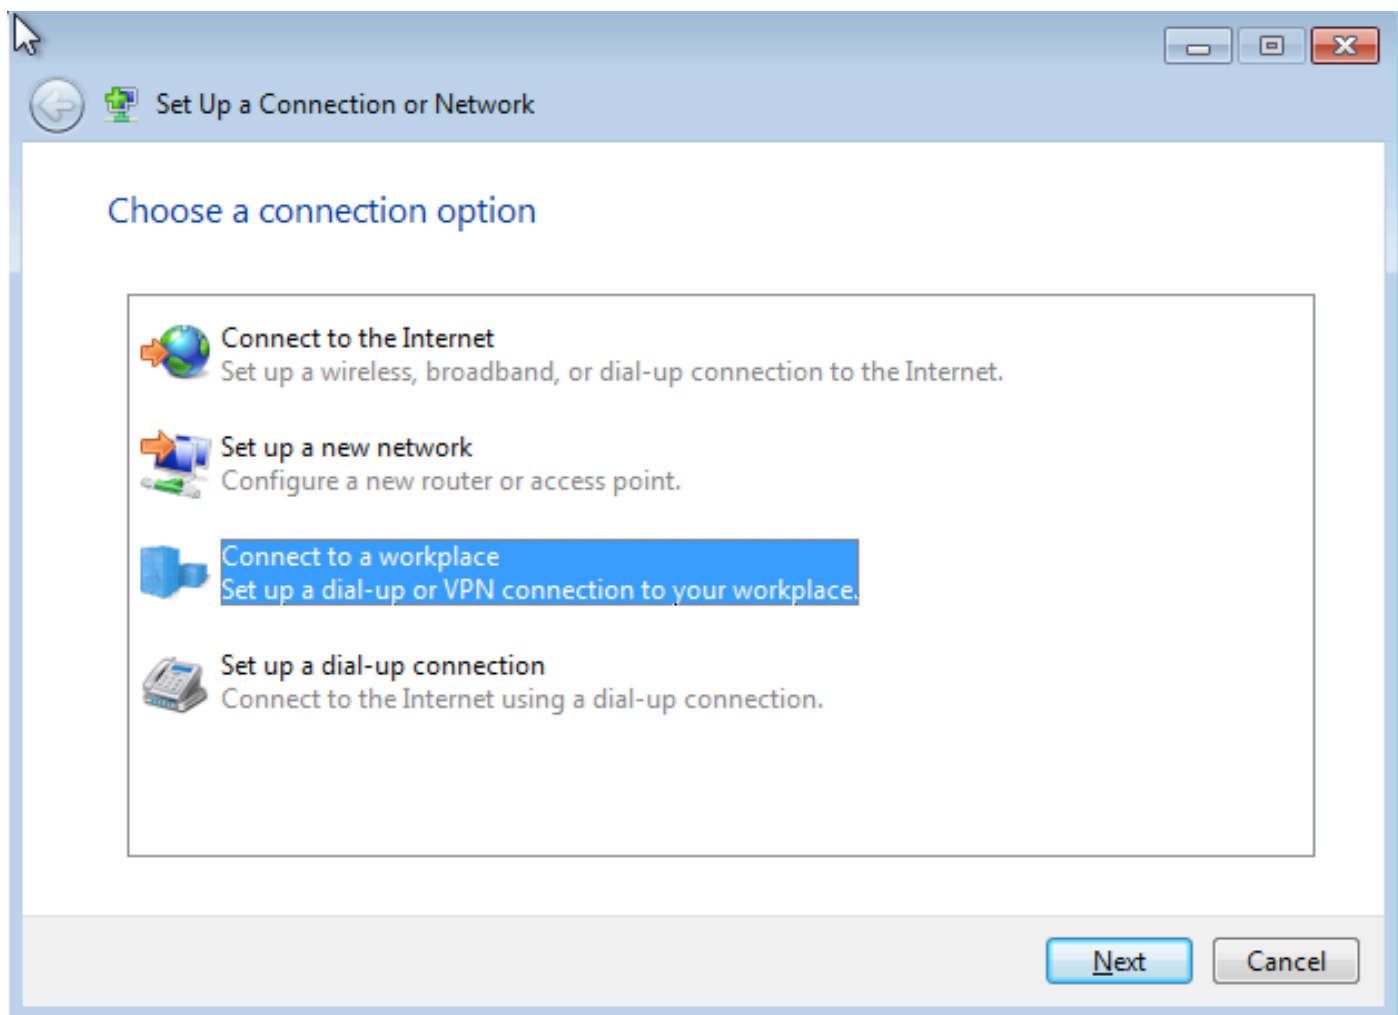 Set Up a Connection or Network
Choose a connection option
Connect to the Internet
Set up a wireless, broadband, or dial-up connection to the Internet.
Set up a new network
Configure a new router or access point.
Connect to a workplace
Set up a dial-up or VPN connection to your workplace.
Set up a dial-up connection
Connect to the Internet using a dial-up connection.
Next
Cancel